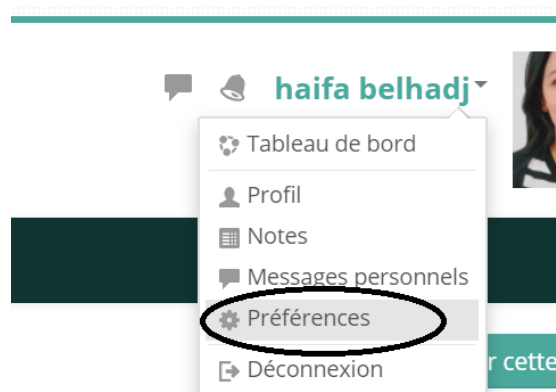 haifa belhadj
Tableau de bord
Profil
Notes
Messages personnels
Préférences
Déconnexion
r cette